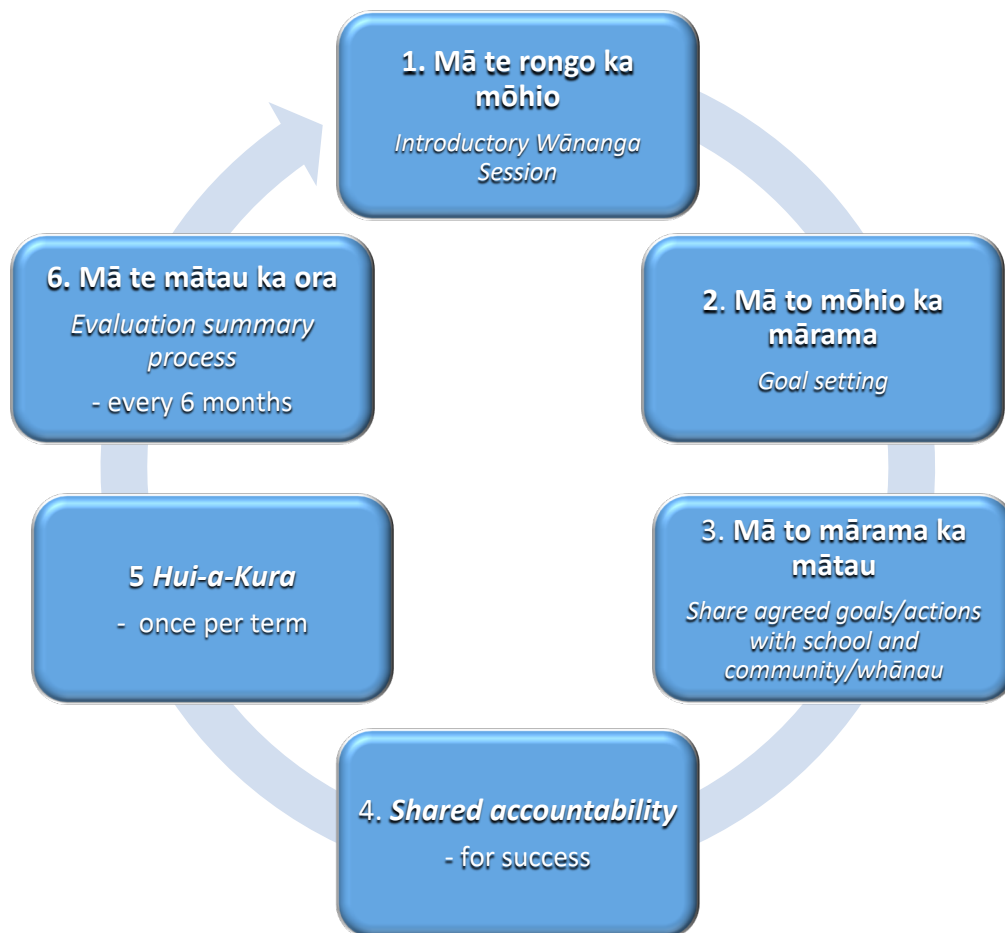 1. Mā te rongo ka
mōhio
Introductory Wānanga
Session
2. Mā to mōhio ka
mārama
Goal setting
3. Mā to mārama ka
mātau
Share agreed goals/actions
with school and
community/whānau
4. Shared accountability
- for success
5 Hui-a-Kura
- once per term
6. Mā te mātau ka ora
Evaluation summary
process
- every 6 months